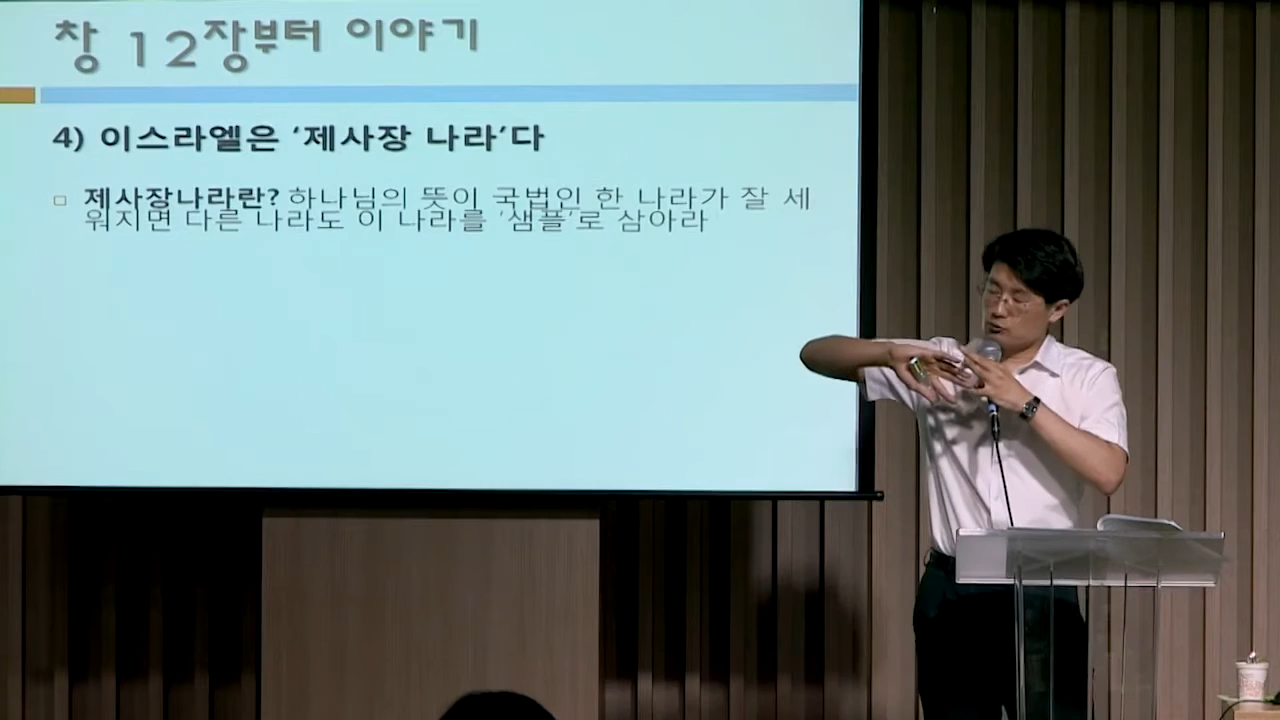 창 12장부터 이야기
4) 이스라엘은 ‘제사장 나라’다
제사장나라란? 하나님의 뜻이 국법인 한 나라가 잘 세
워지면 다른 나라도 이 나라를 ‘샘플’로 삼아라